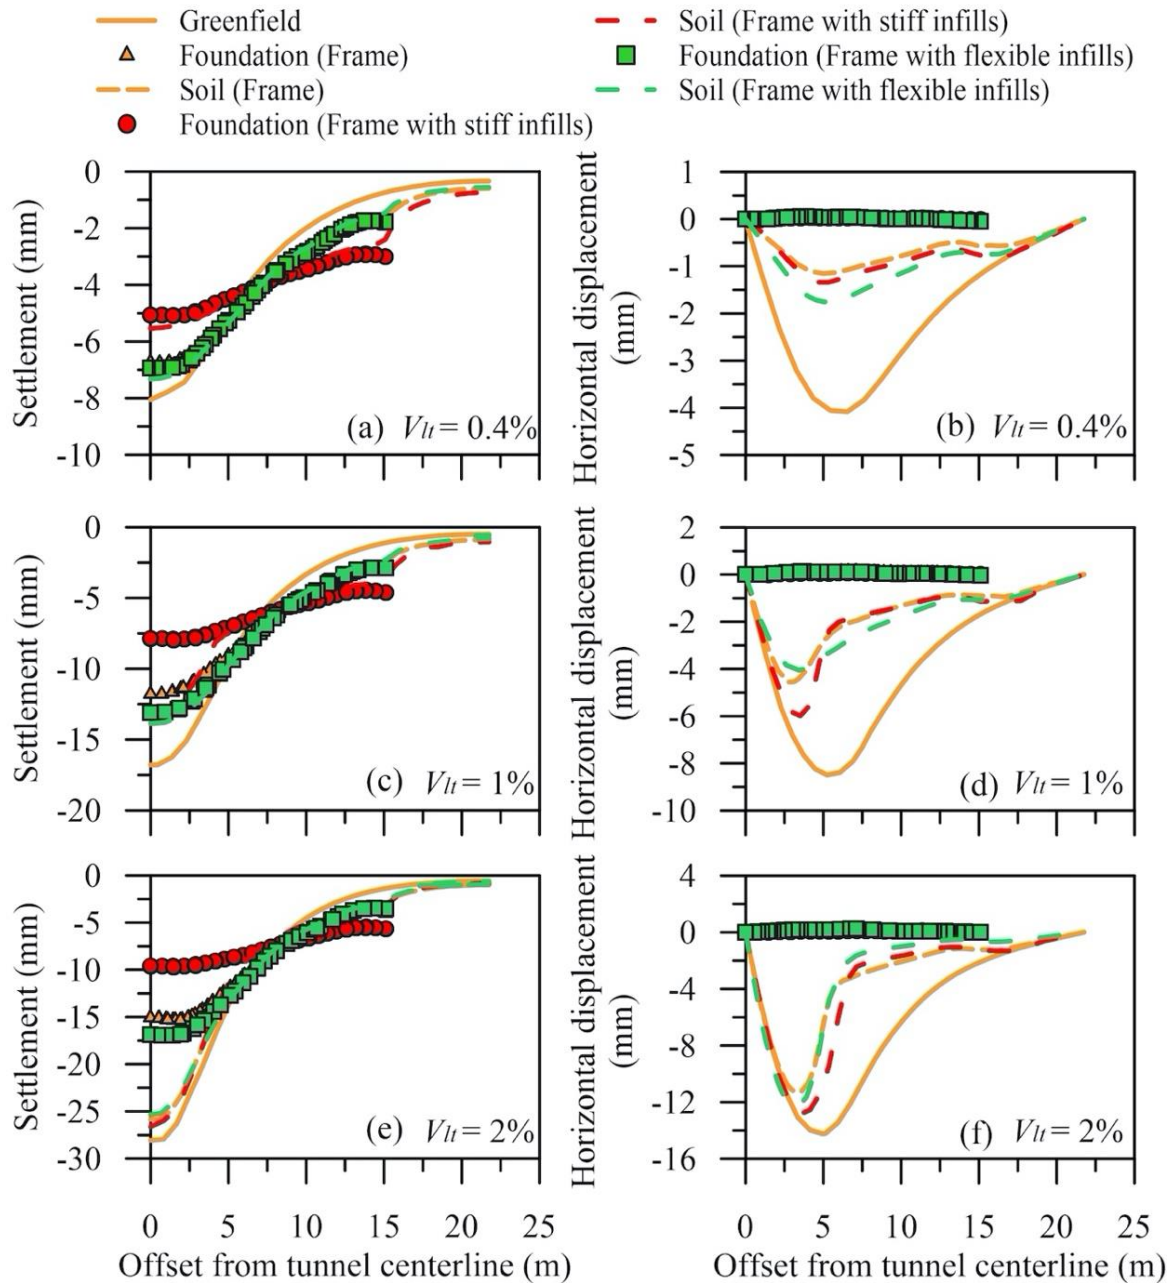 Greenfield
Foundation (Frame)
Soil (Frame)
Foundation (Frame with stiff infills)
Soil (Frame with stiff infills)
Foundation (Frame with flexible infills)
Soil (Frame with flexible infills)
Settlement (mm)
0
-2
-4
-6
-8
-10
(a) Vlt = 0.4%
Horizontal displacement
(mm)
1
0
-1
-2
-3
-4
-5
(b) Vlt = 0.4%
Settlement (mm)
0
-5
-10
-15
-20
(c) Vlt = 1%
Horizontal displacement
(mm)
2
0
-2
-4
-6
-8
-10
(d) Vlt = 1%
Settlement (mm)
0
-5
-10
-15
-20
-25
-30
(e) Vlt = 2%
0 5 10 15 20 25
Offset from tunnel centerline (m)
Horizontal displacement
(mm)
4
0
-4
-8
-12
-16
(f) Vlt = 2%
0 5 10 15 20 25
Offset from tunnel centerline (m)